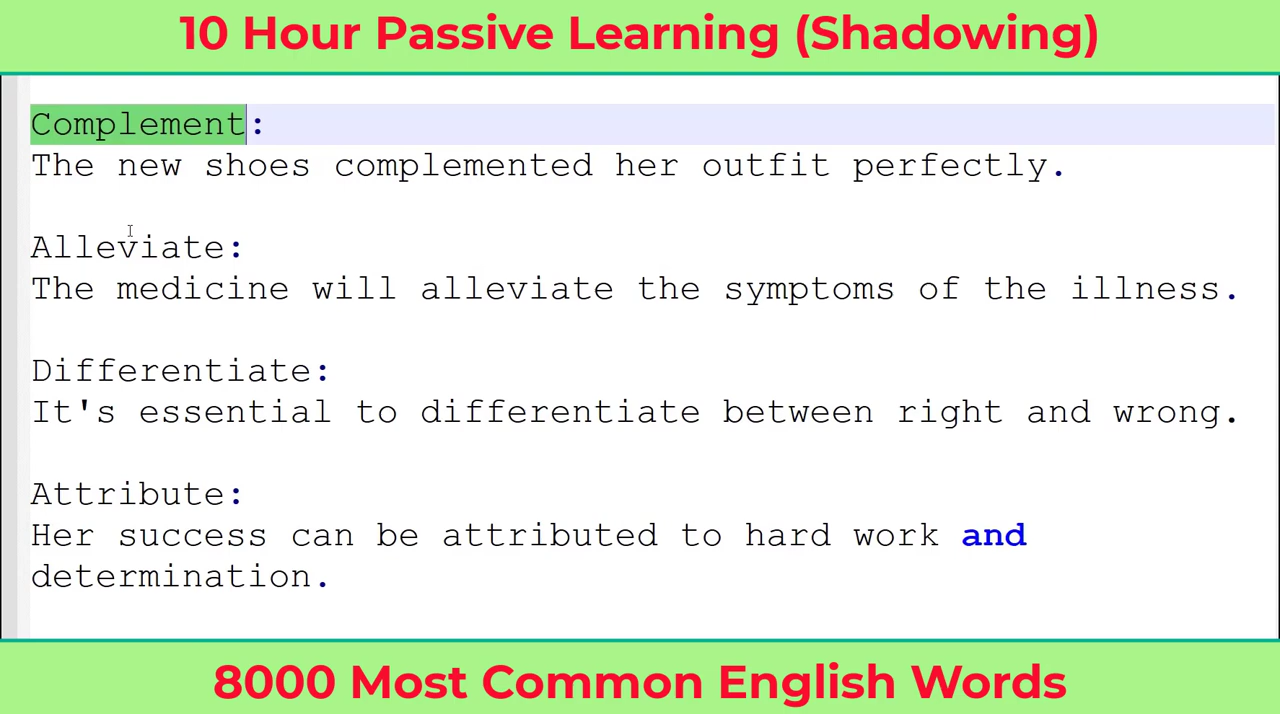 10 Hour Passive Learning (Shadowing)
Complement:
The new shoes complemented her outfit perfectly.
Alleviate:
The medicine will alleviate the symptoms of the illness.
Differentiate:
It's essential to differentiate between right and wrong.
Attribute:
Her success can be attributed to hard work and
determination.
8000 Most Common English Words